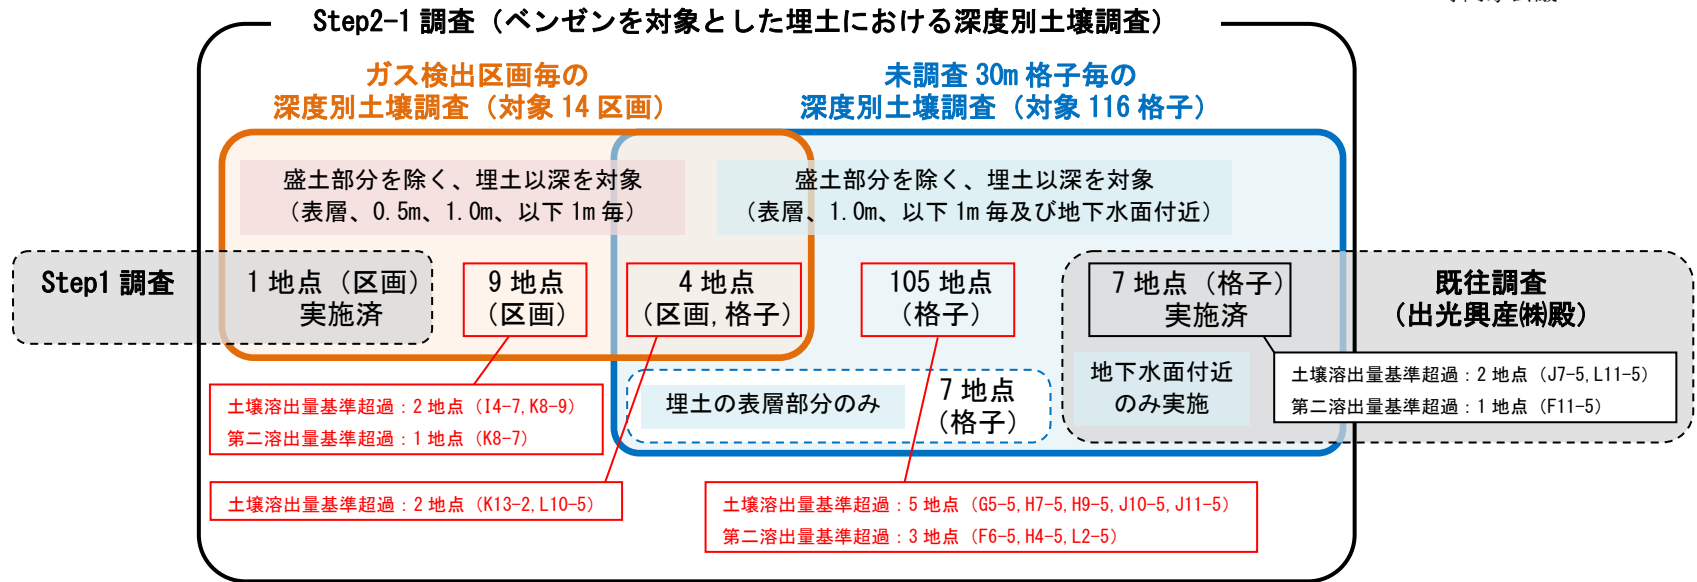 Step2-1 調査（ベンゼンを対象とした埋土における深度別土壌調査）
ガス検出区画毎の
深度別土壌調査（対象 14 区画）
未調査 30m 格子毎の
深度別土壌調査（対象 116 格子）
盛土部分を除く、埋土以深を対象
（表層、0.5m、1.0m、以下 1m 毎）
盛土部分を除く、埋土以深を対象
（表層、1.0m、以下 1m 毎及び地下水面付近）
Step1 調査
1 地点（区画）
実施済
9 地点
（区画）
4 地点
（区画, 格子）
105 地点
（格子）
7 地点（格子）
実施済
既往調査
（出光興産㈱殿）
地下水面付近
のみ実施
埋土の表層部分のみ
7 地点
（格子）
土壌溶出量基準超過：2 地点（J7-5, L11-5）
第二溶出量基準超過：1 地点（F11-5）
土壌溶出量基準超過：2 地点（I4-7, K8-9）
第二溶出量基準超過：1 地点（K8-7）
土壌溶出量基準超過：2 地点（K13-2, L10-5）
土壌溶出量基準超過：5 地点（G5-5, H7-5, H9-5, J10-5, J11-5）
第二溶出量基準超過：3 地点（F6-5, H4-5, L2-5）